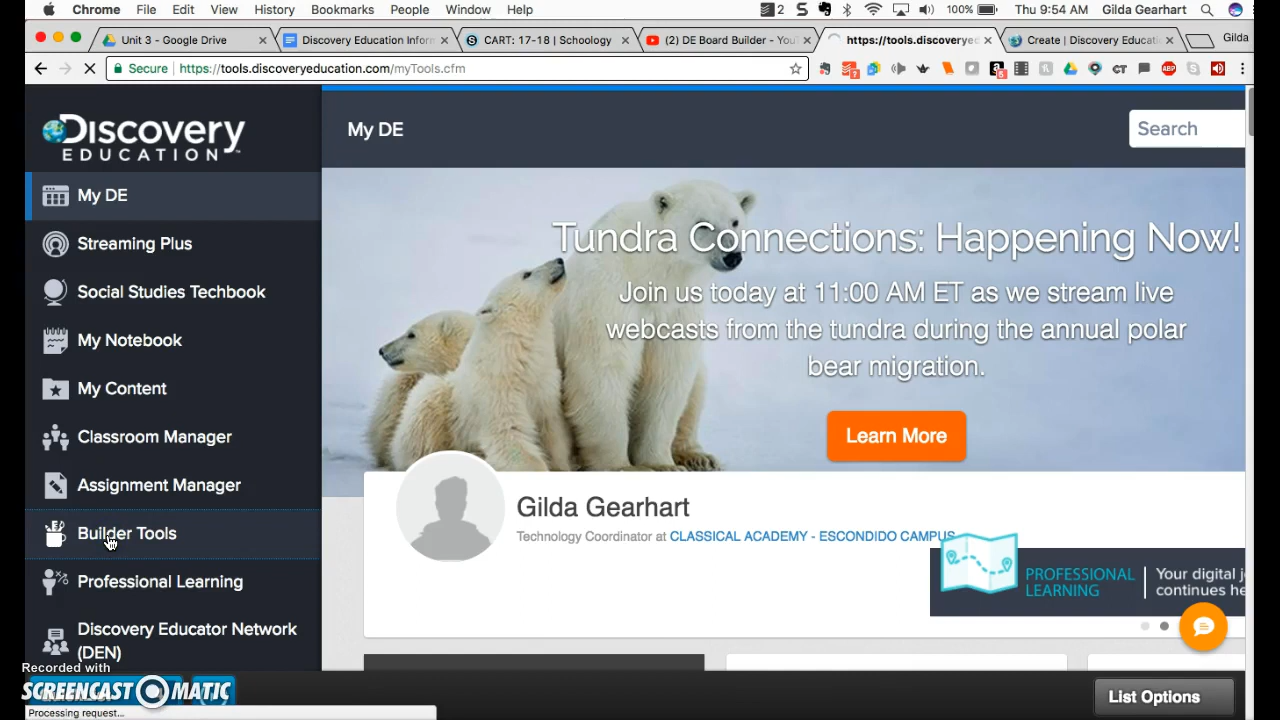 Chrome File Edit View History Bookmarks People Window Help 2 100% Thu 9:54 AM Gilda Gearhart
Unit 3 - Google Drive Discovery Education Inform CART: 17-18 | Schoology (2) DE Board Builder - You https://tools.discoveryed Create | Discovery Educati Gilda
Secure https://tools.discoveryeducation.com/myTools.cfm
Discovery
EDUCATION
My DE
Search
My DE
Streaming Plus
Social Studies Techbook
My Notebook
My Content
Classroom Manager
Assignment Manager
Builder Tools
Professional Learning
Discovery Educator Network
(DEN)
Tundra Connections: Happening Now!
Join us today at 11:00 AM ET as we stream live
webcasts from the tundra during the annual polar
bear migration.
Learn More
Gilda Gearhart
Technology Coordinator at CLASSICAL ACADEMY - ESCONDIDO CAMPUS
PROFESSIONAL
LEARNING
Your digital j
continues he
Recorded with
SCREENCAST MATIC
Processing request...
List Options